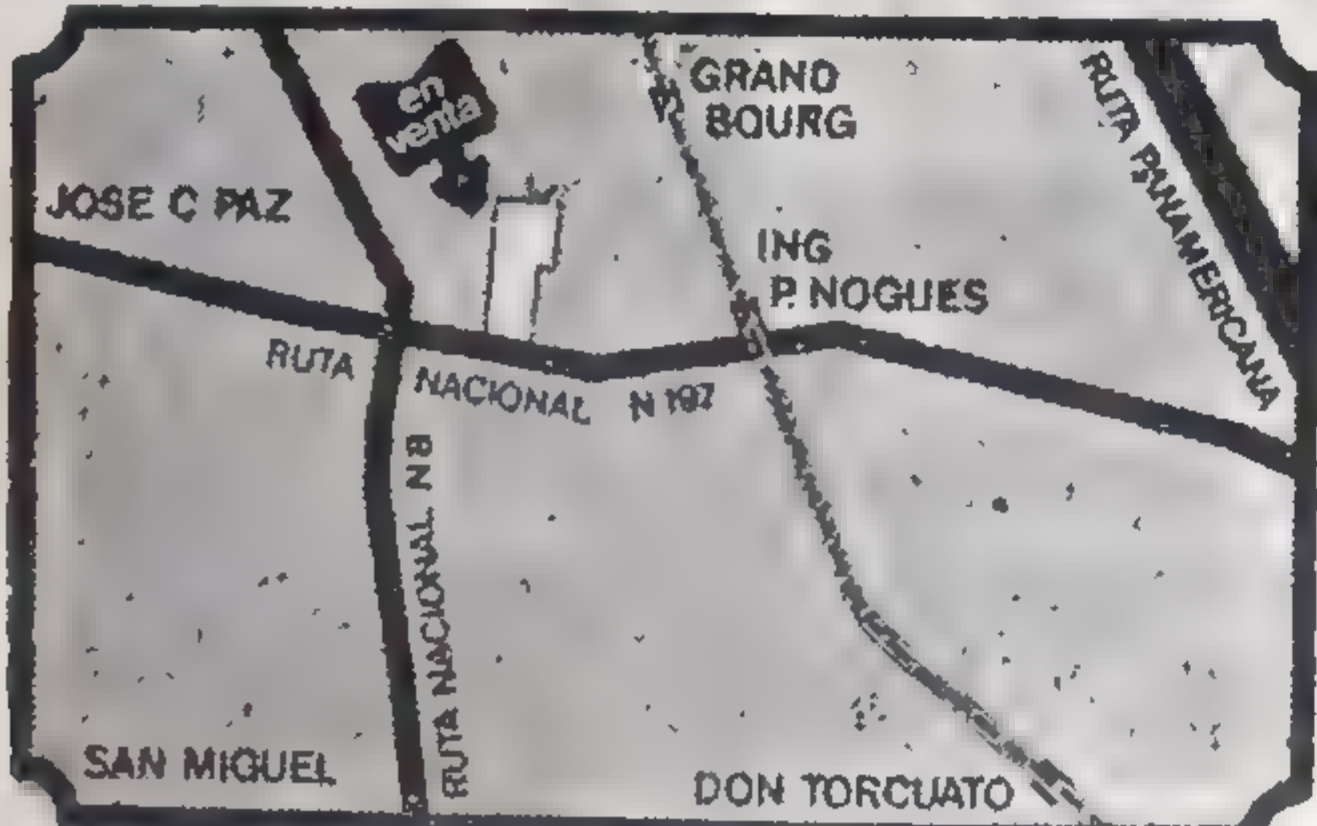 en
venta
GRAND
BOURG
RUTA PANAMERICANA
JOSE C PAZ
ING
P. NOGUES
RUTA NACIONAL N 197
RUTA NACIONAL N8
SAN MIGUEL
DON TORCUATO